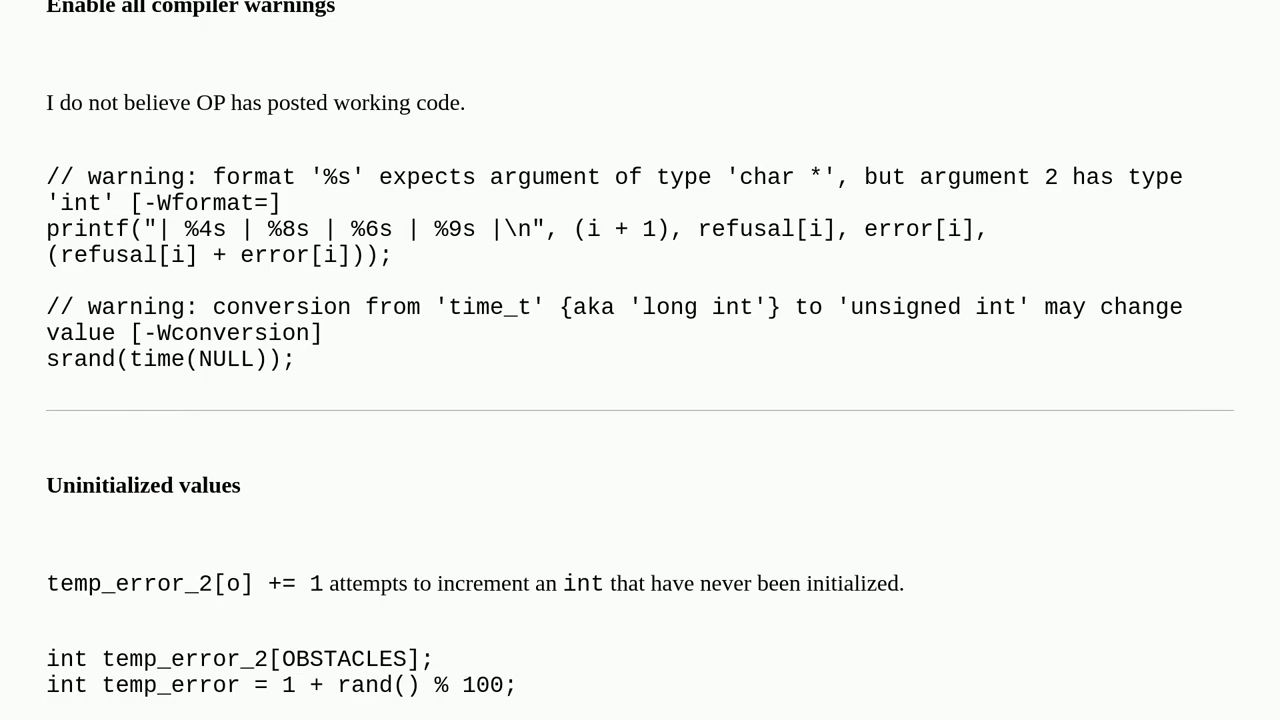 Enable all compiler warnings
I do not believe OP has posted working code.
// warning: format '%s' expects argument of type 'char *', but argument 2 has type
'int' [-Wformat=]
printf("| %4s | %8s | %6s | %9s |\n", (i + 1), refusal[i], error[i],
(refusal[i] + error[i]));
// warning: conversion from 'time_t' {aka 'long int'} to 'unsigned int' may change
value [-Wconversion]
srand(time(NULL));
Uninitialized values
temp_error_2[o] += 1 attempts to increment an int that have never been initialized.
int temp_error_2[OBSTACLES];
int temp_error = 1 + rand() % 100;